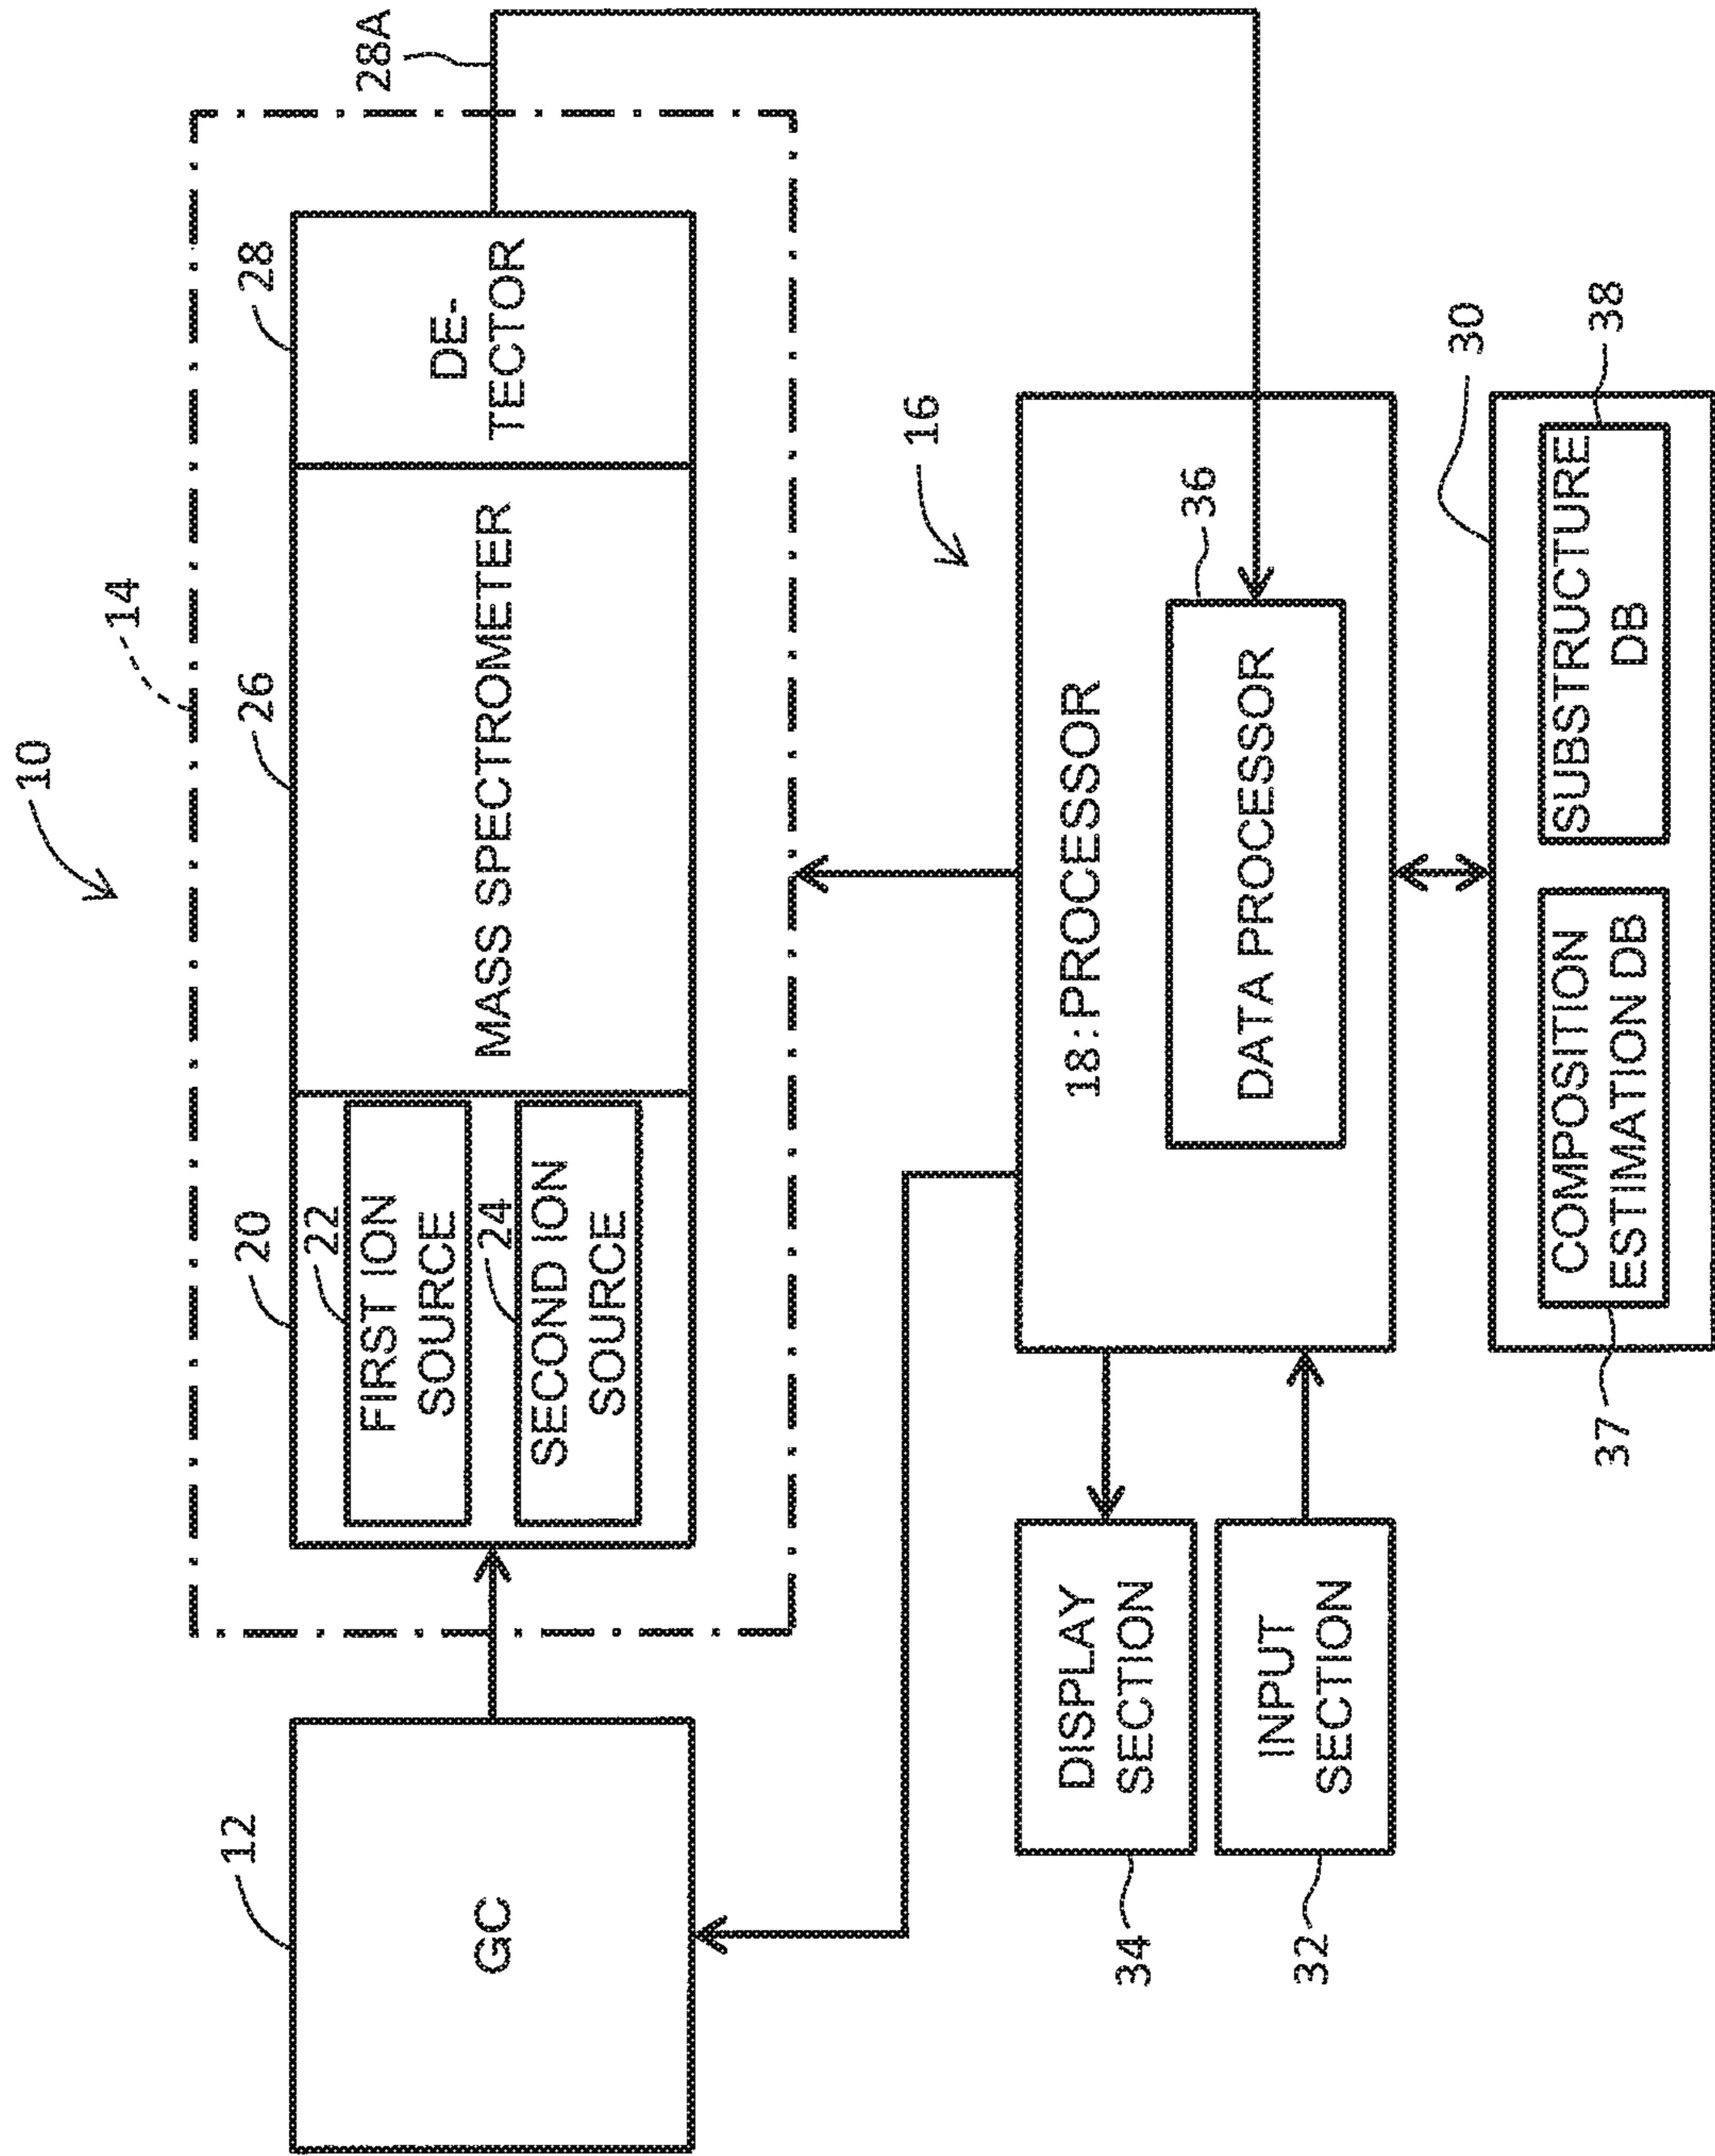 10
14
12
20
26
28
28A
22
FIRST ION
SOURCE
24
SECOND ION
SOURCE
MASS SPECTROMETER
DE-
TECTOR
GC
16
18:PROCESSOR
36
DATA PROCESSOR
DISPLAY
SECTION
34
INPUT
SECTION
32
30
COMPOSITION
ESTIMATION DB
37
SUBSTRUCTURE
DB
38